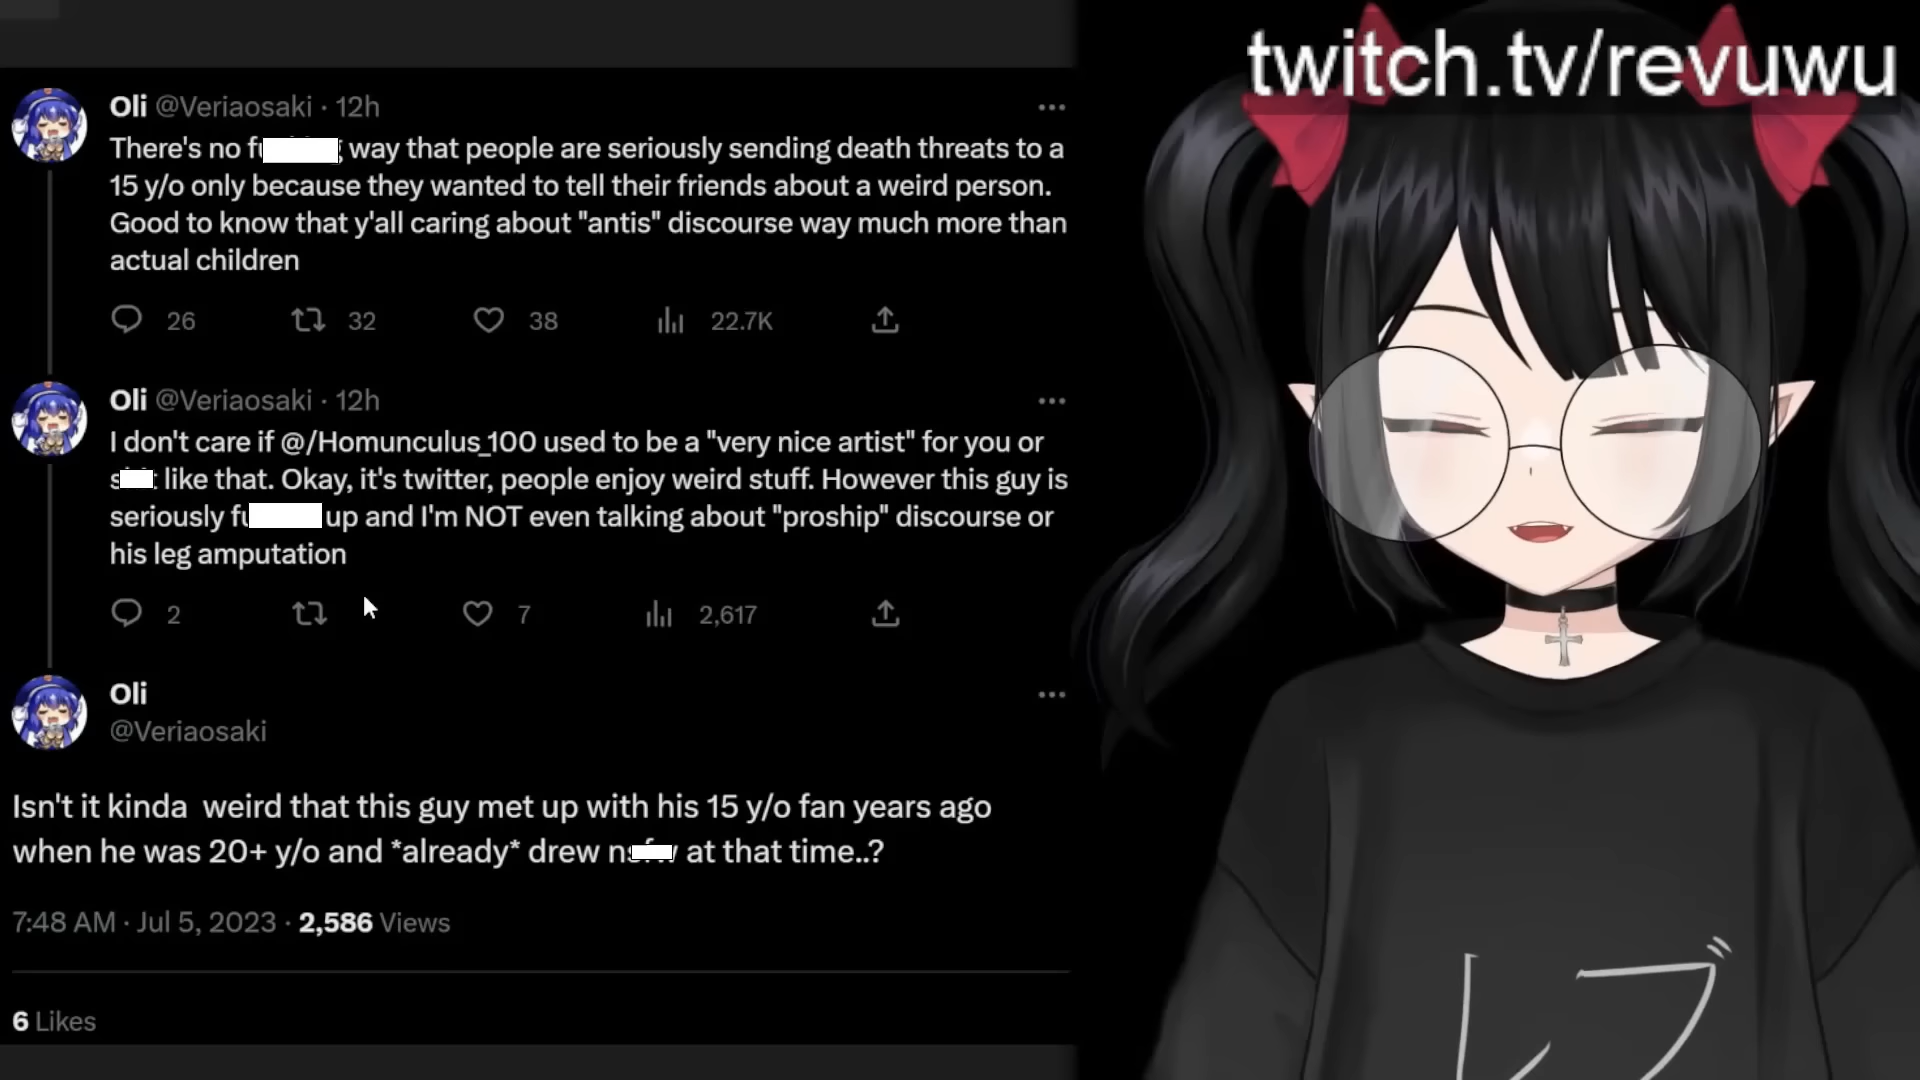 twitch.tv/revuwu
Oli @Veriaosaki · 12h
There's no way that people are seriously sending death threats to a
15 y/o only because they wanted to tell their friends about a weird person.
Good to know that y'all caring about "antis" discourse way much more than
actual children
26 32 38 22.7K
Oli @Veriaosaki · 12h
I don't care if @/Homunculus_100 used to be a "very nice artist" for you or
like that. Okay, it's twitter, people enjoy weird stuff. However this guy is
seriously up and I'm NOT even talking about "proship" discourse or
his leg amputation
2 7 2,617
Oli
@Veriaosaki
Isn't it kinda weird that this guy met up with his 15 y/o fan years ago
when he was 20+ y/o and *already* drew at that time..?
7:48 AM · Jul 5, 2023 · 2,586 Views
6 Likes
レブ